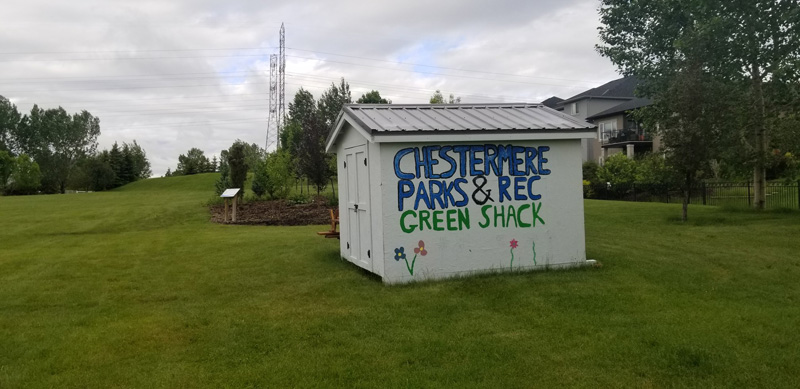 CHESTERMERE
PARKS & REC
GREEN SHACK